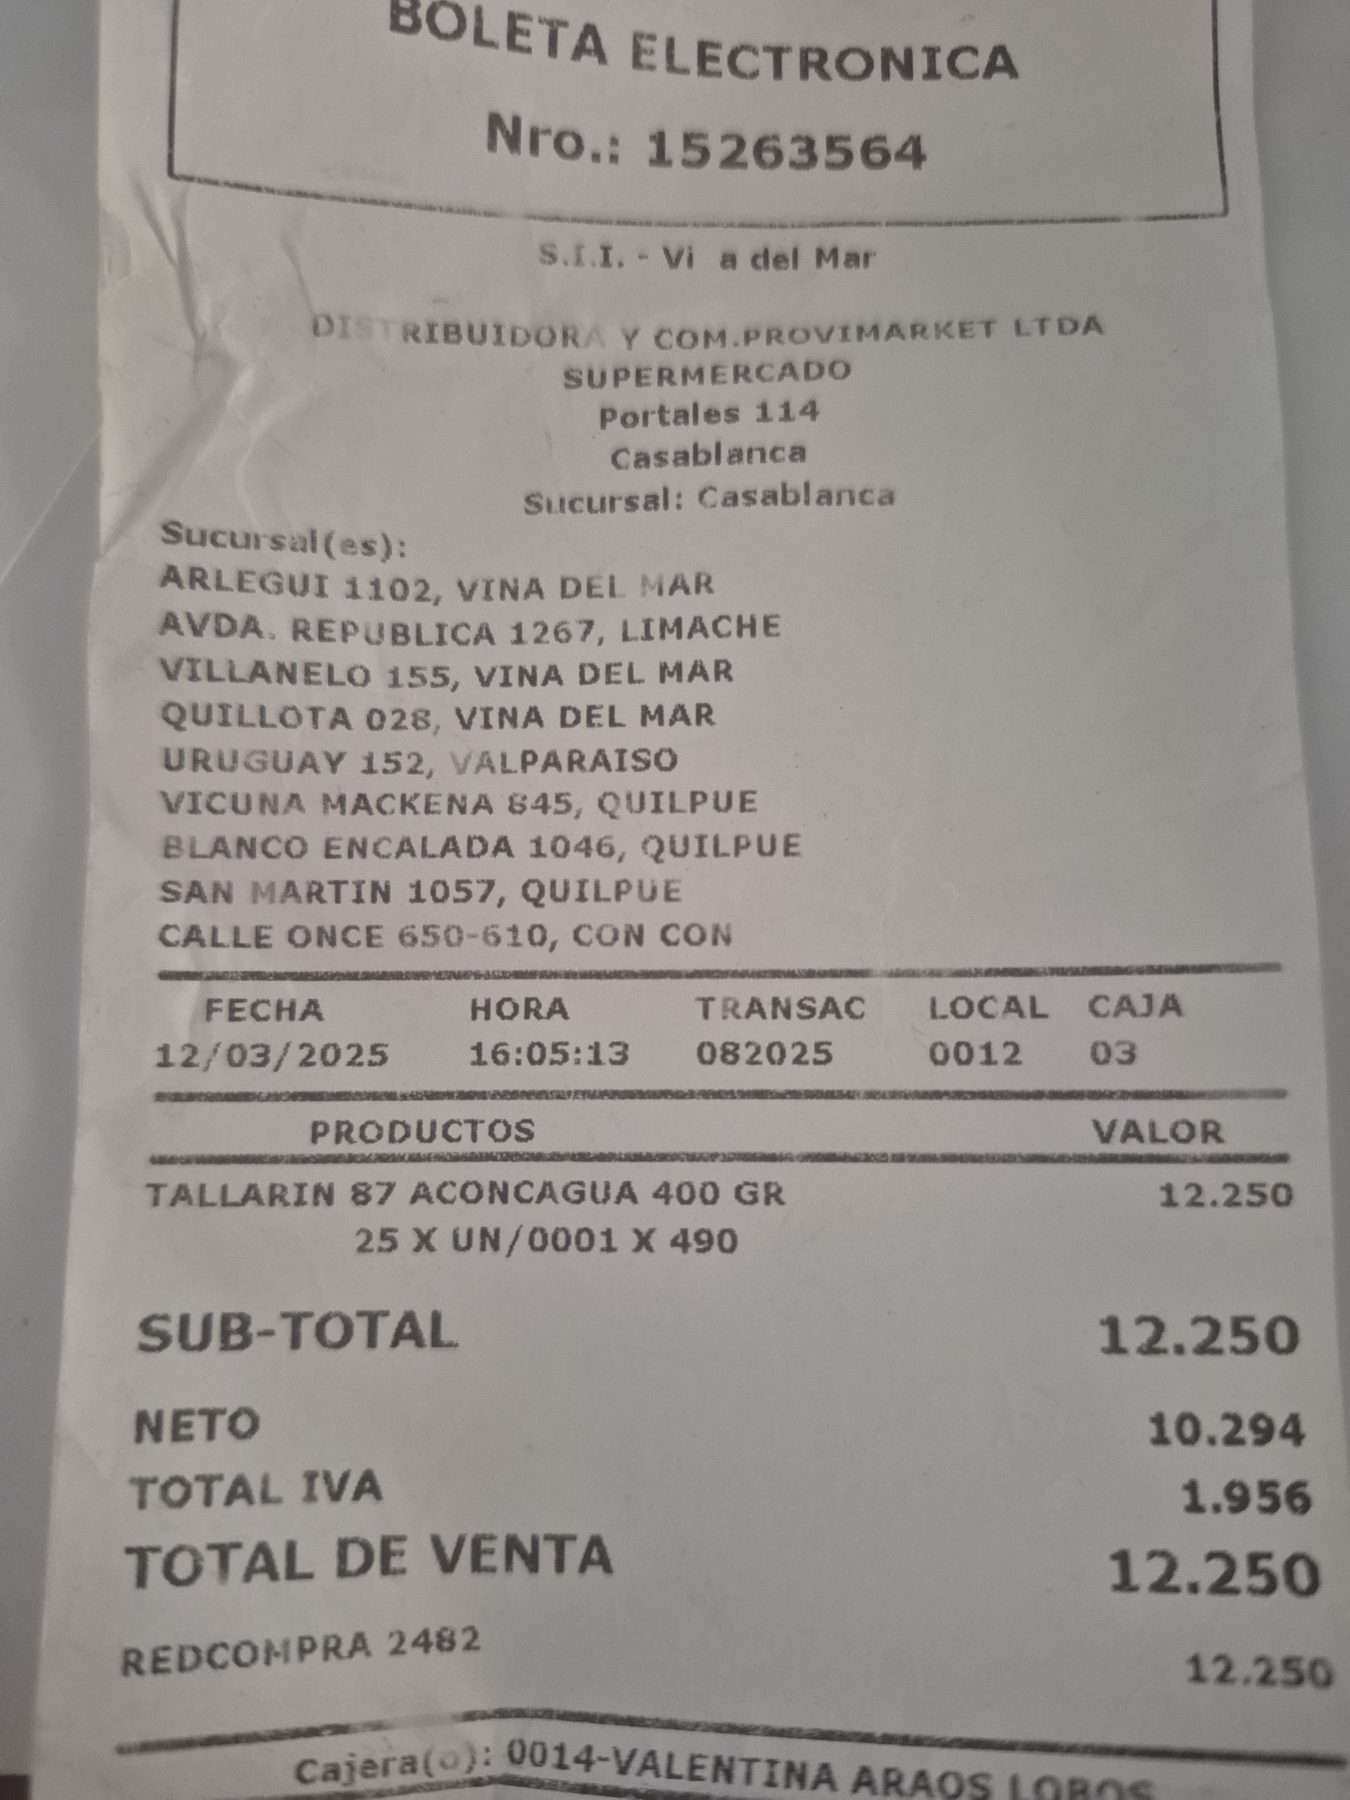 BOLETA ELECTRONICA
Nro.: 15263564
S.I.I. - Vi a del Mar
DISTRIBUIDORA Y COM.PROVIMARKET LTDA
SUPERMERCADO
Portales 114
Casablanca
Sucursal: Casablanca
Sucursal(es):
ARLEGUI 1102, VINA DEL MAR
AVDA. REPUBLICA 1267, LIMACHE
VILLANELO 155, VINA DEL MAR
QUILLOTA 028, VINA DEL MAR
URUGUAY 152, VALPARAISO
VICUNA MACKENA 845, QUILPUE
BLANCO ENCALADA 1046, QUILPUE
SAN MARTIN 1057, QUILPUE
CALLE ONCE 650-610, CON CON
FECHA HORA TRANSAC LOCAL CAJA
12/03/2025 16:05:13 082025 0012 03
PRODUCTOS VALOR
TALLARIN 87 ACONCAGUA 400 GR 12.250
25 X UN/0001 X 490
SUB-TOTAL 12.250
NETO 10.294
TOTAL IVA 1.956
TOTAL DE VENTA 12.250
REDCOMPRA 2482 12.250
Cajera(o): 0014-VALENTINA ARAOS LOBOS